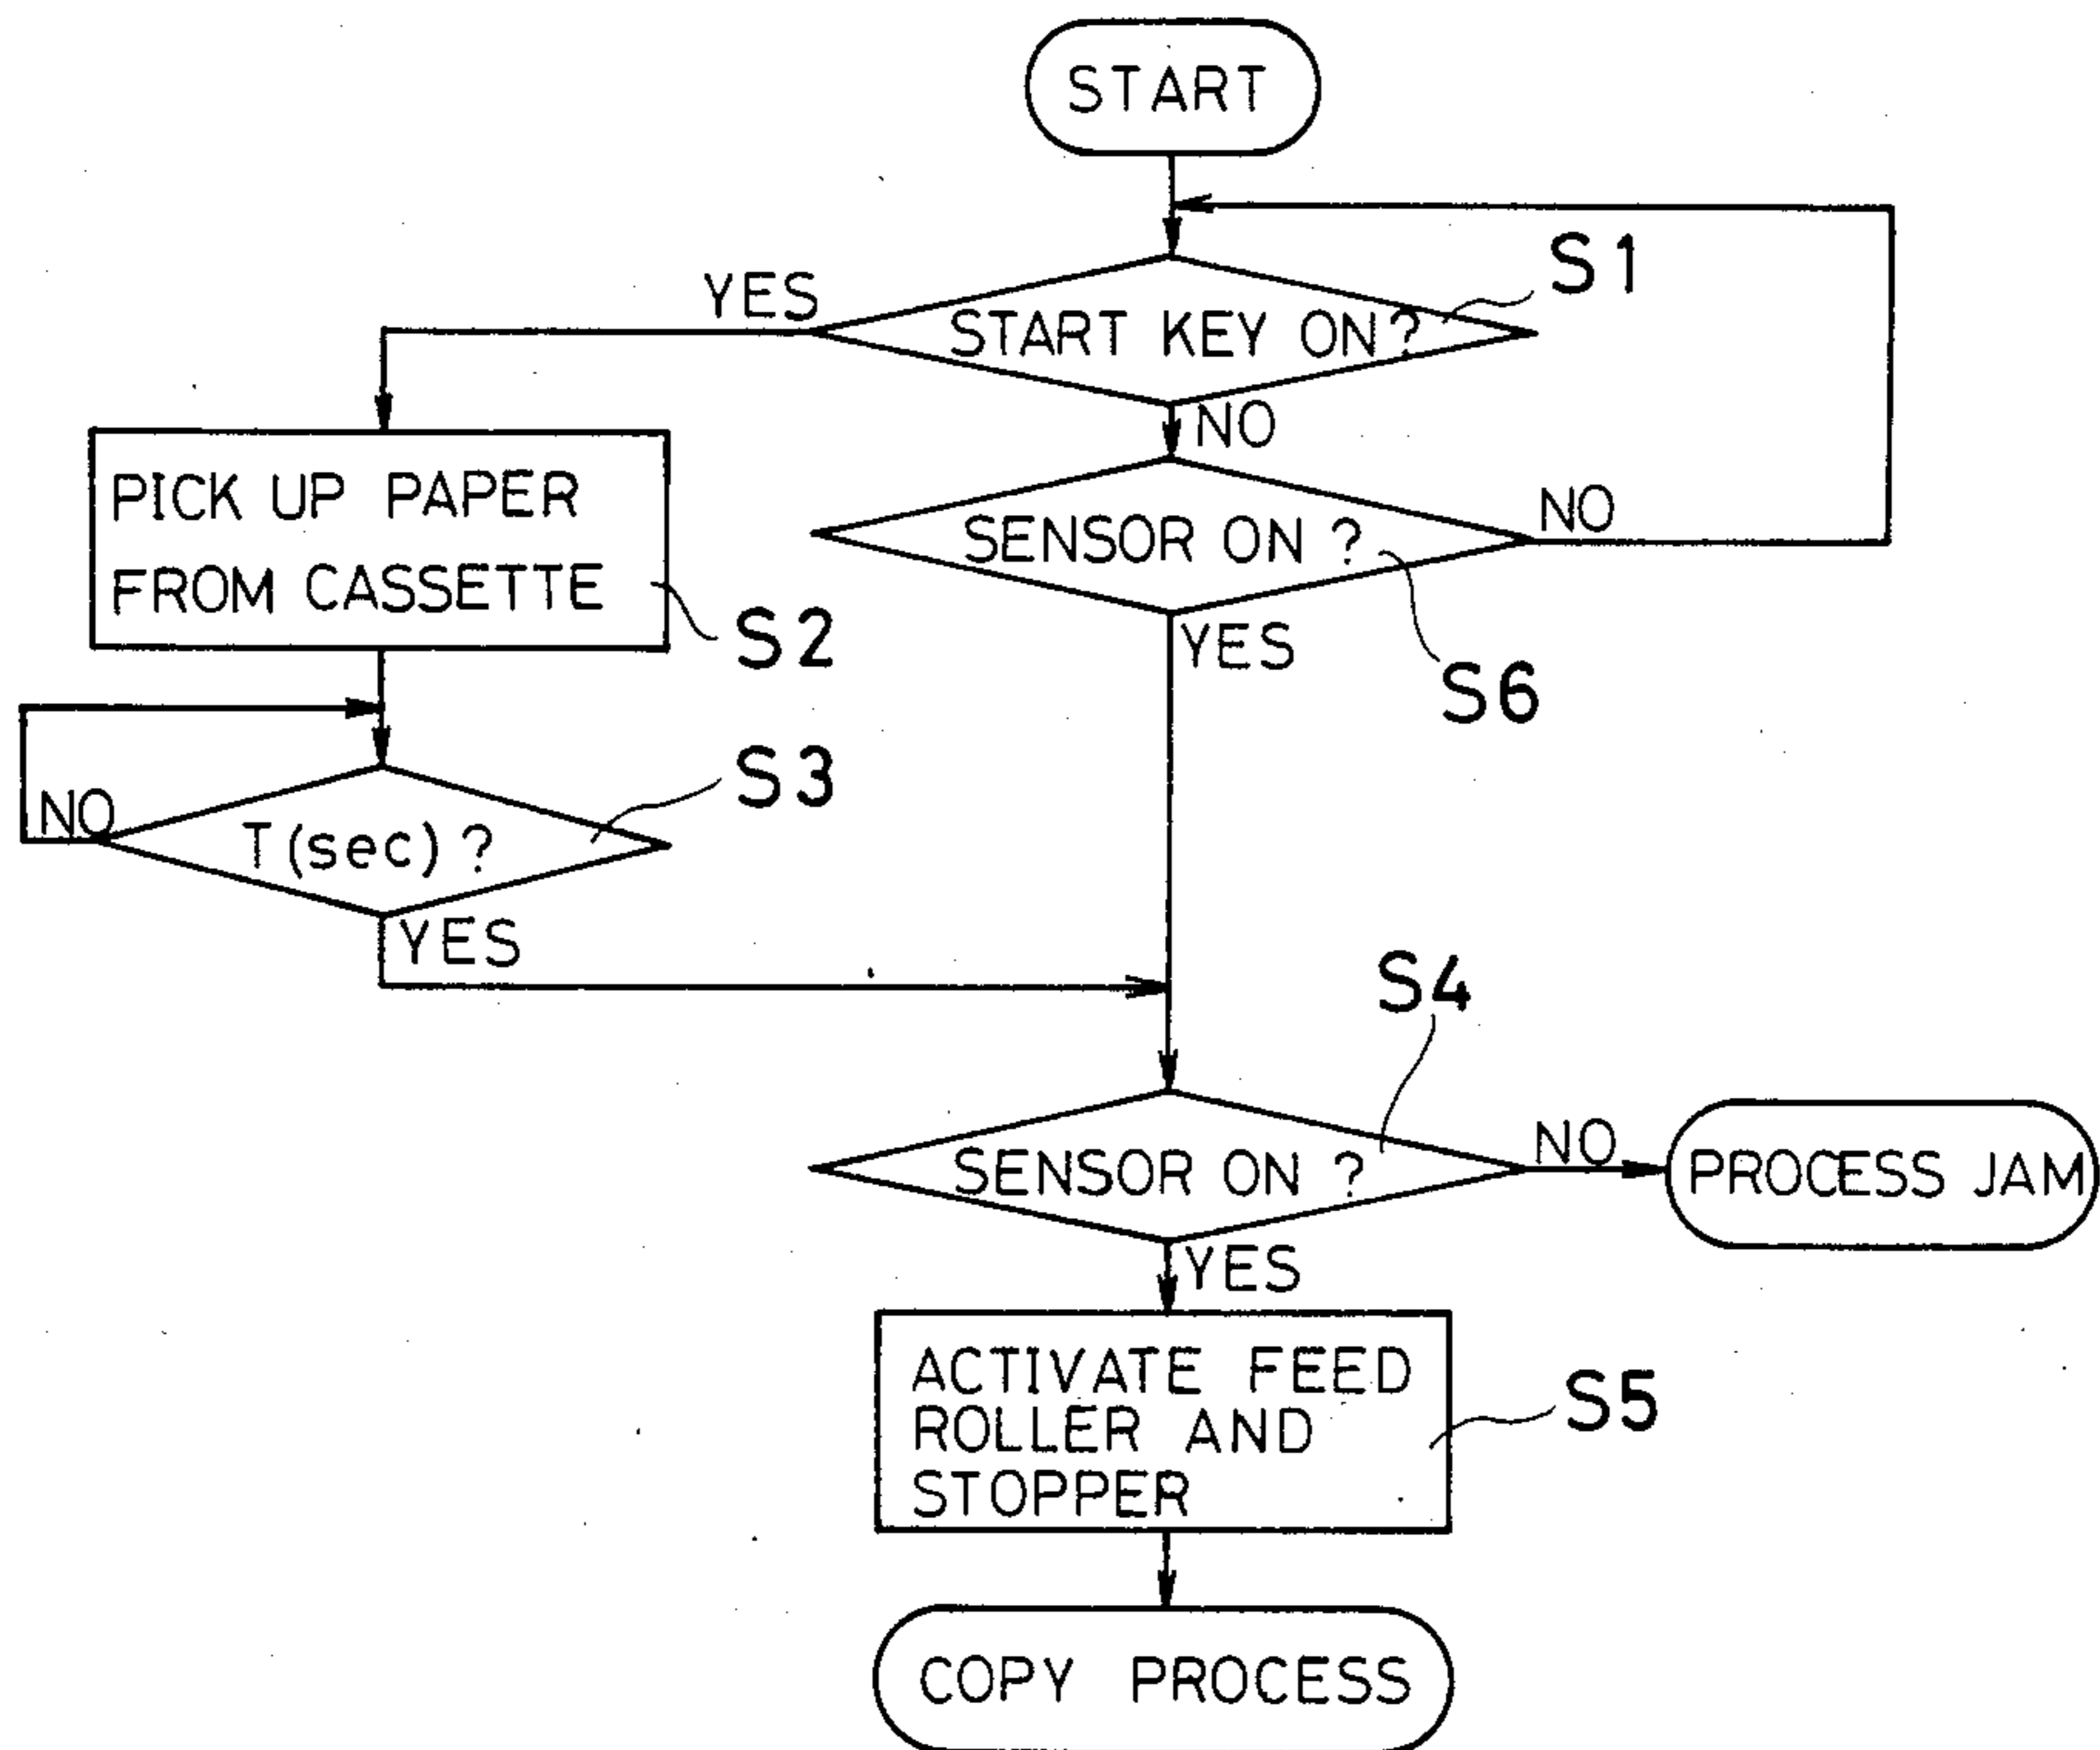 START
S1
YES
START KEY ON?
NO
PICK UP PAPER
FROM CASSETTE
S2
SENSOR ON ?
NO
YES
S6
S3
NO
T(sec) ?
YES
S4
SENSOR ON ?
NO
PROCESS JAM
YES
ACTIVATE FEED
ROLLER AND
STOPPER
S5
COPY PROCESS